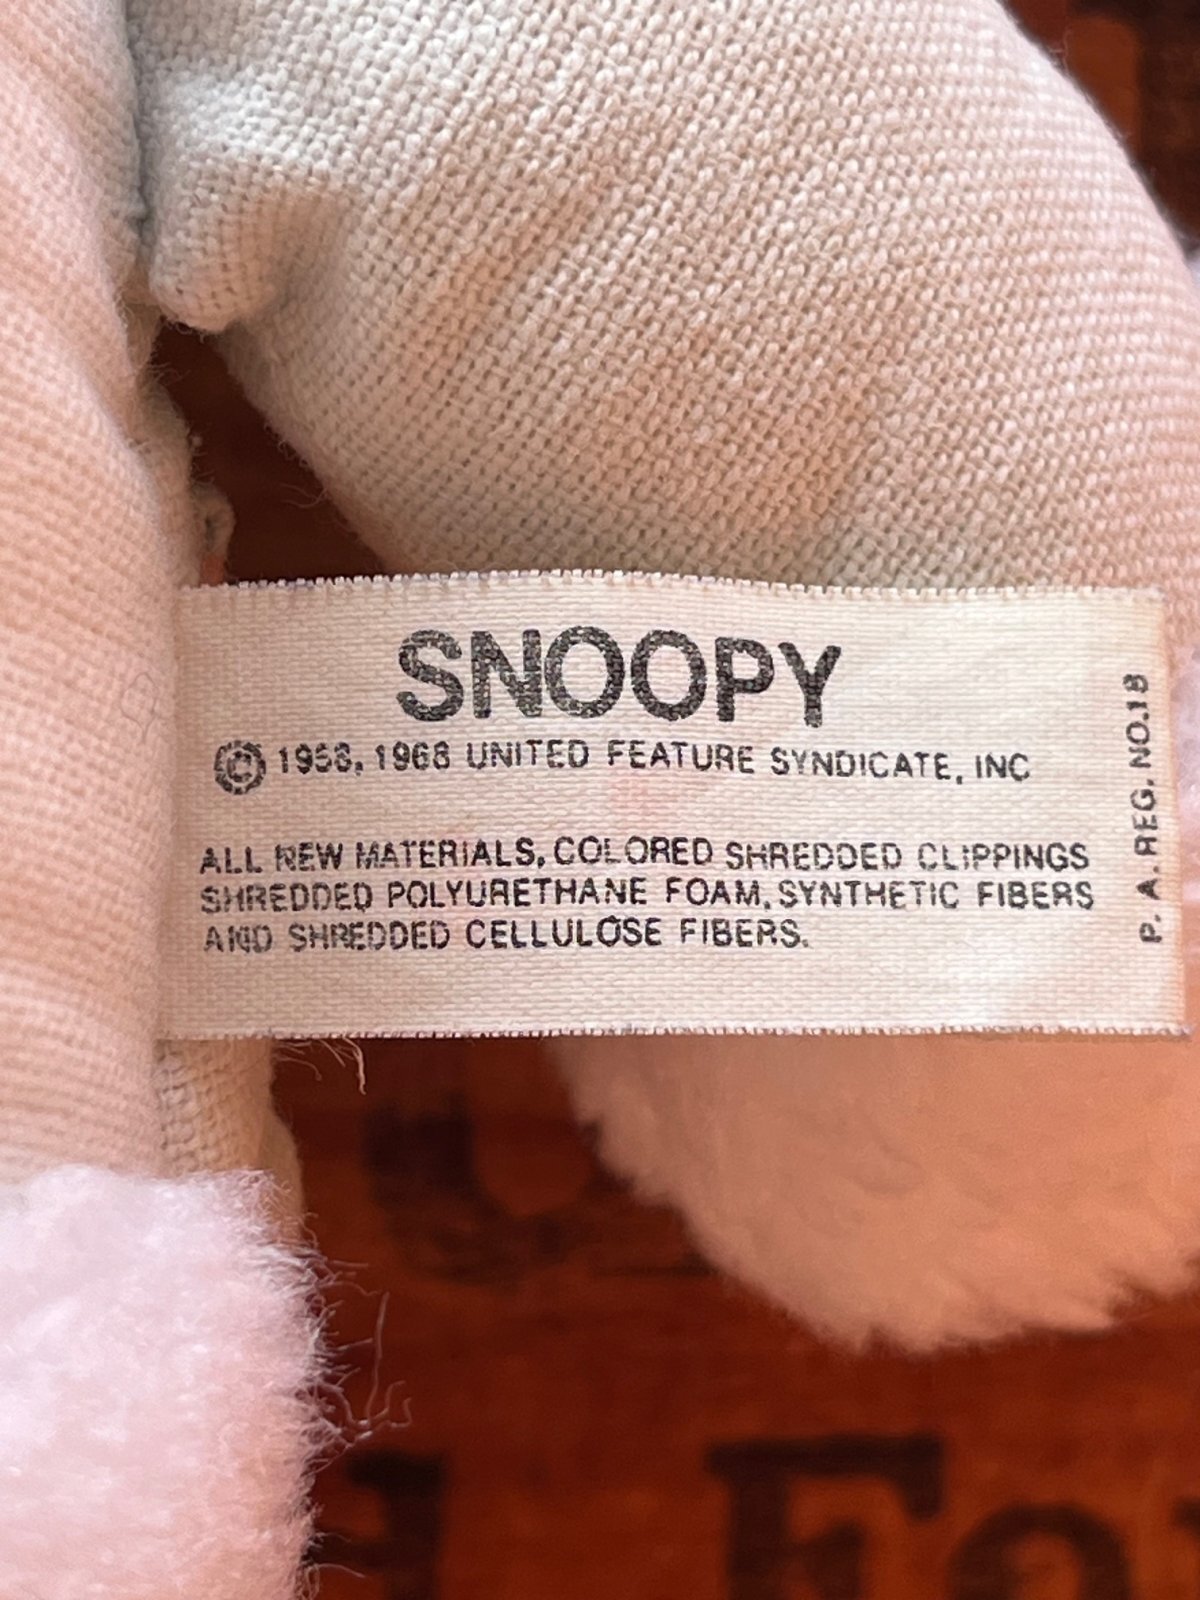 SNOOPY
© 1958, 1968 UNITED FEATURE SYNDICATE, INC
ALL NEW MATERIALS, COLORED SHREDDED CLIPPINGS
SHREDDED POLYURETHANE FOAM, SYNTHETIC FIBERS
AND SHREDDED CELLULOSE FIBERS.
P. A. REG. NO.18